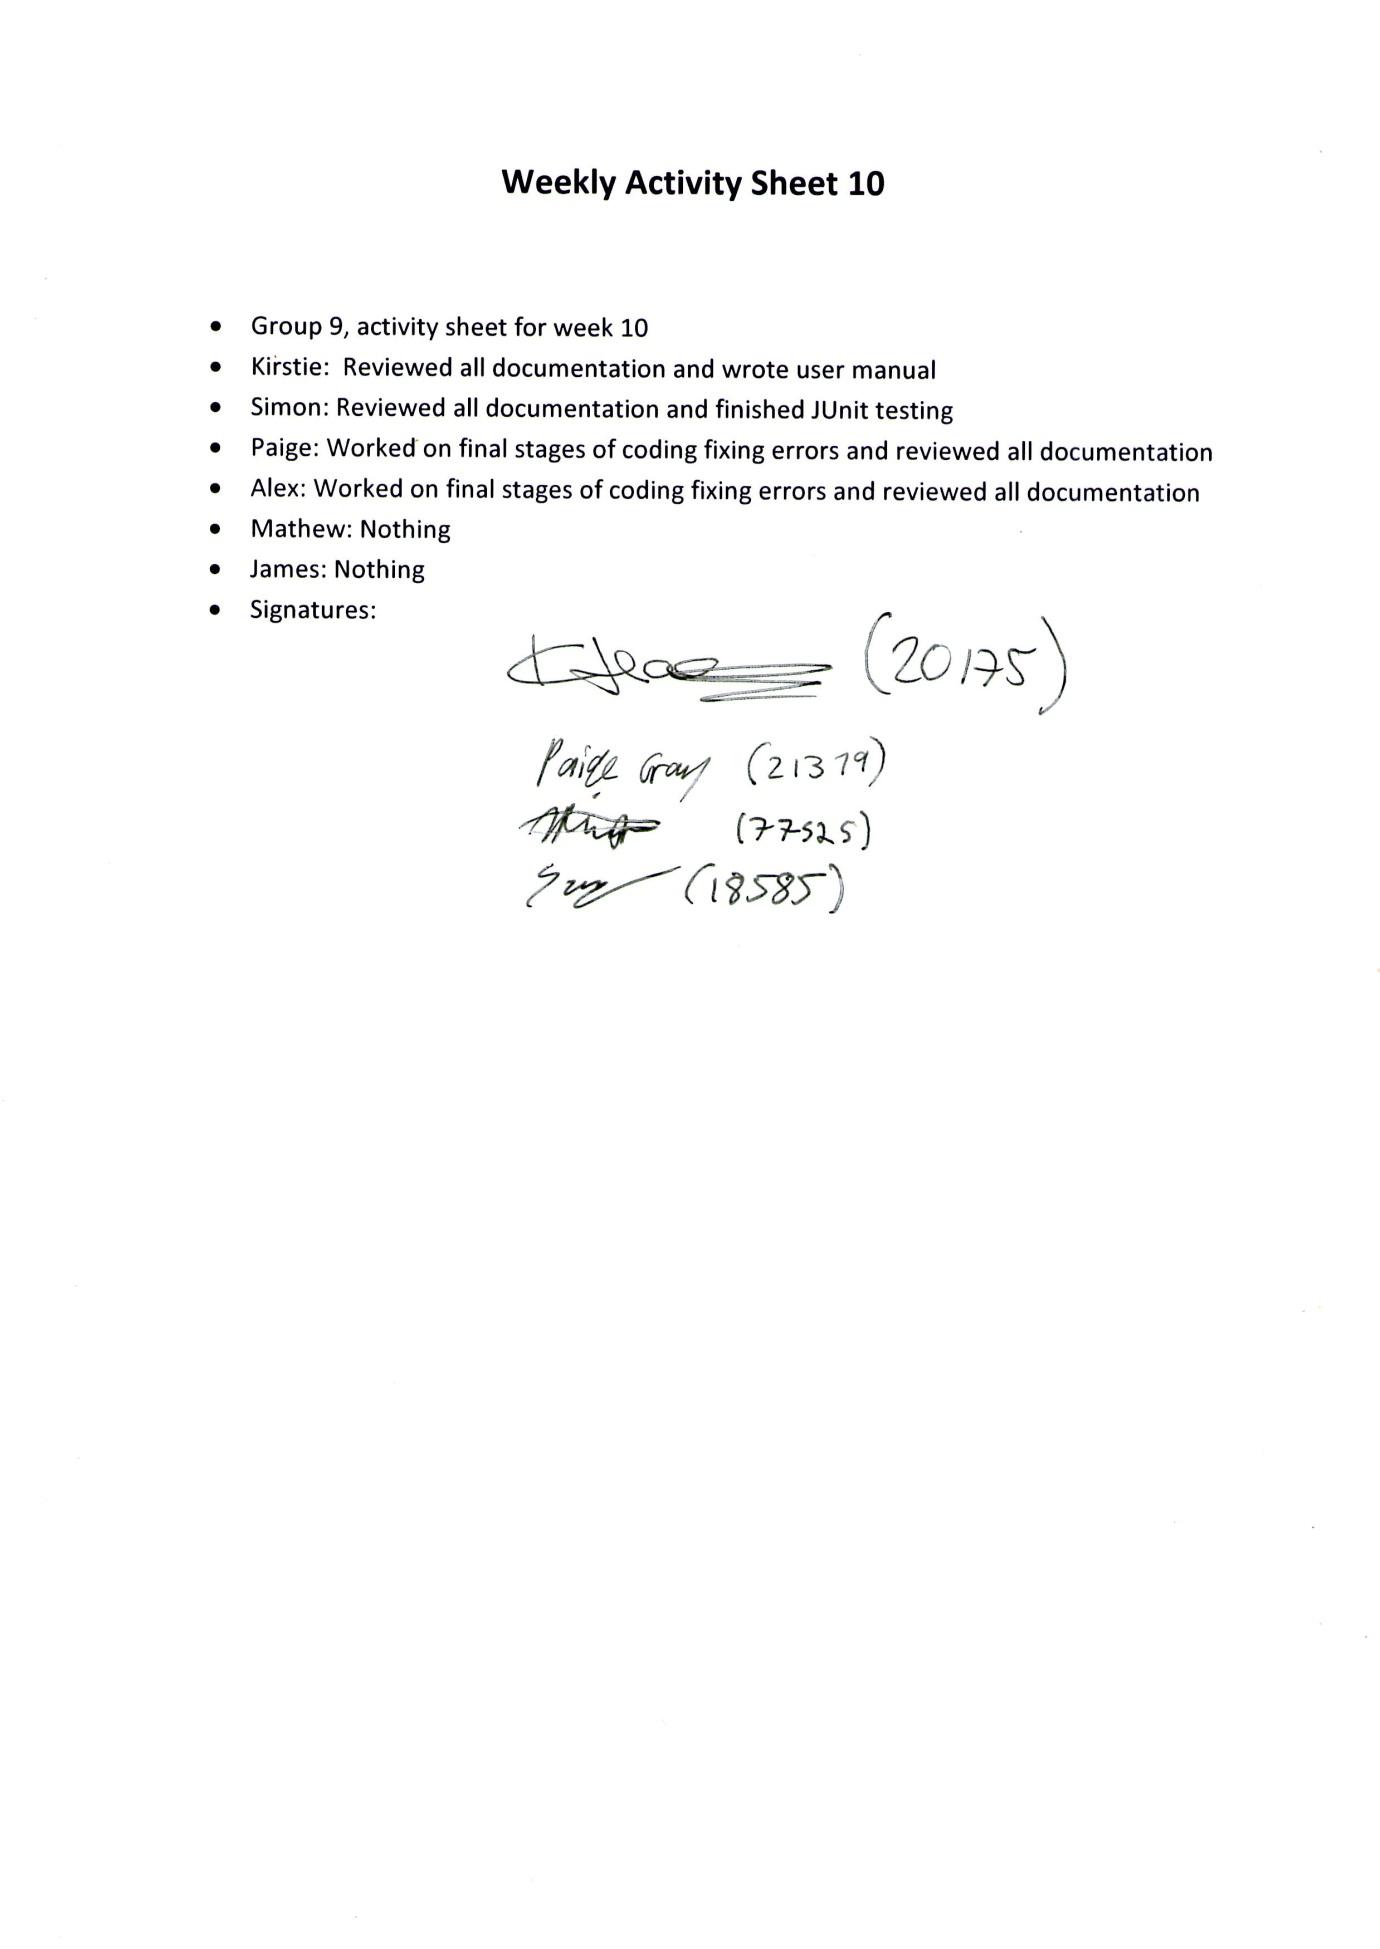 Weekly Activity Sheet 10
• Group 9, activity sheet for week 10
• Kirstie:  Reviewed all documentation and wrote user manual
• Simon: Reviewed all documentation and finished JUnit testing
• Paige: Worked on final stages of coding fixing errors and reviewed all documentation
• Alex: Worked on final stages of coding fixing errors and reviewed all documentation
• Mathew: Nothing
• James: Nothing
• Signatures:
(20175)
Paige Gray (21379)
(77525)
(18585)